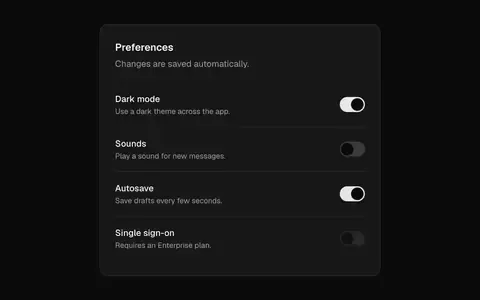 Preferences
Changes are saved automatically.
Dark mode
Use a dark theme across the app.
Sounds
Play a sound for new messages.
Autosave
Save drafts every few seconds.
Single sign-on
Requires an Enterprise plan.